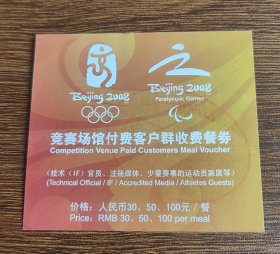 Beijing 2008
Beijing 2008
Paralympic Games
竞赛场馆付费客户群收费餐券
Competition Venue Paid Customers Meal Voucher
(技术(IF)官员、注册媒体、少量赛事的运动员家属等)
(Technical Official / IF / Accredited Media / Athletes Guests)
价格：人民币30、50、100元 / 餐
Price: RMB 30、50、100 per meal